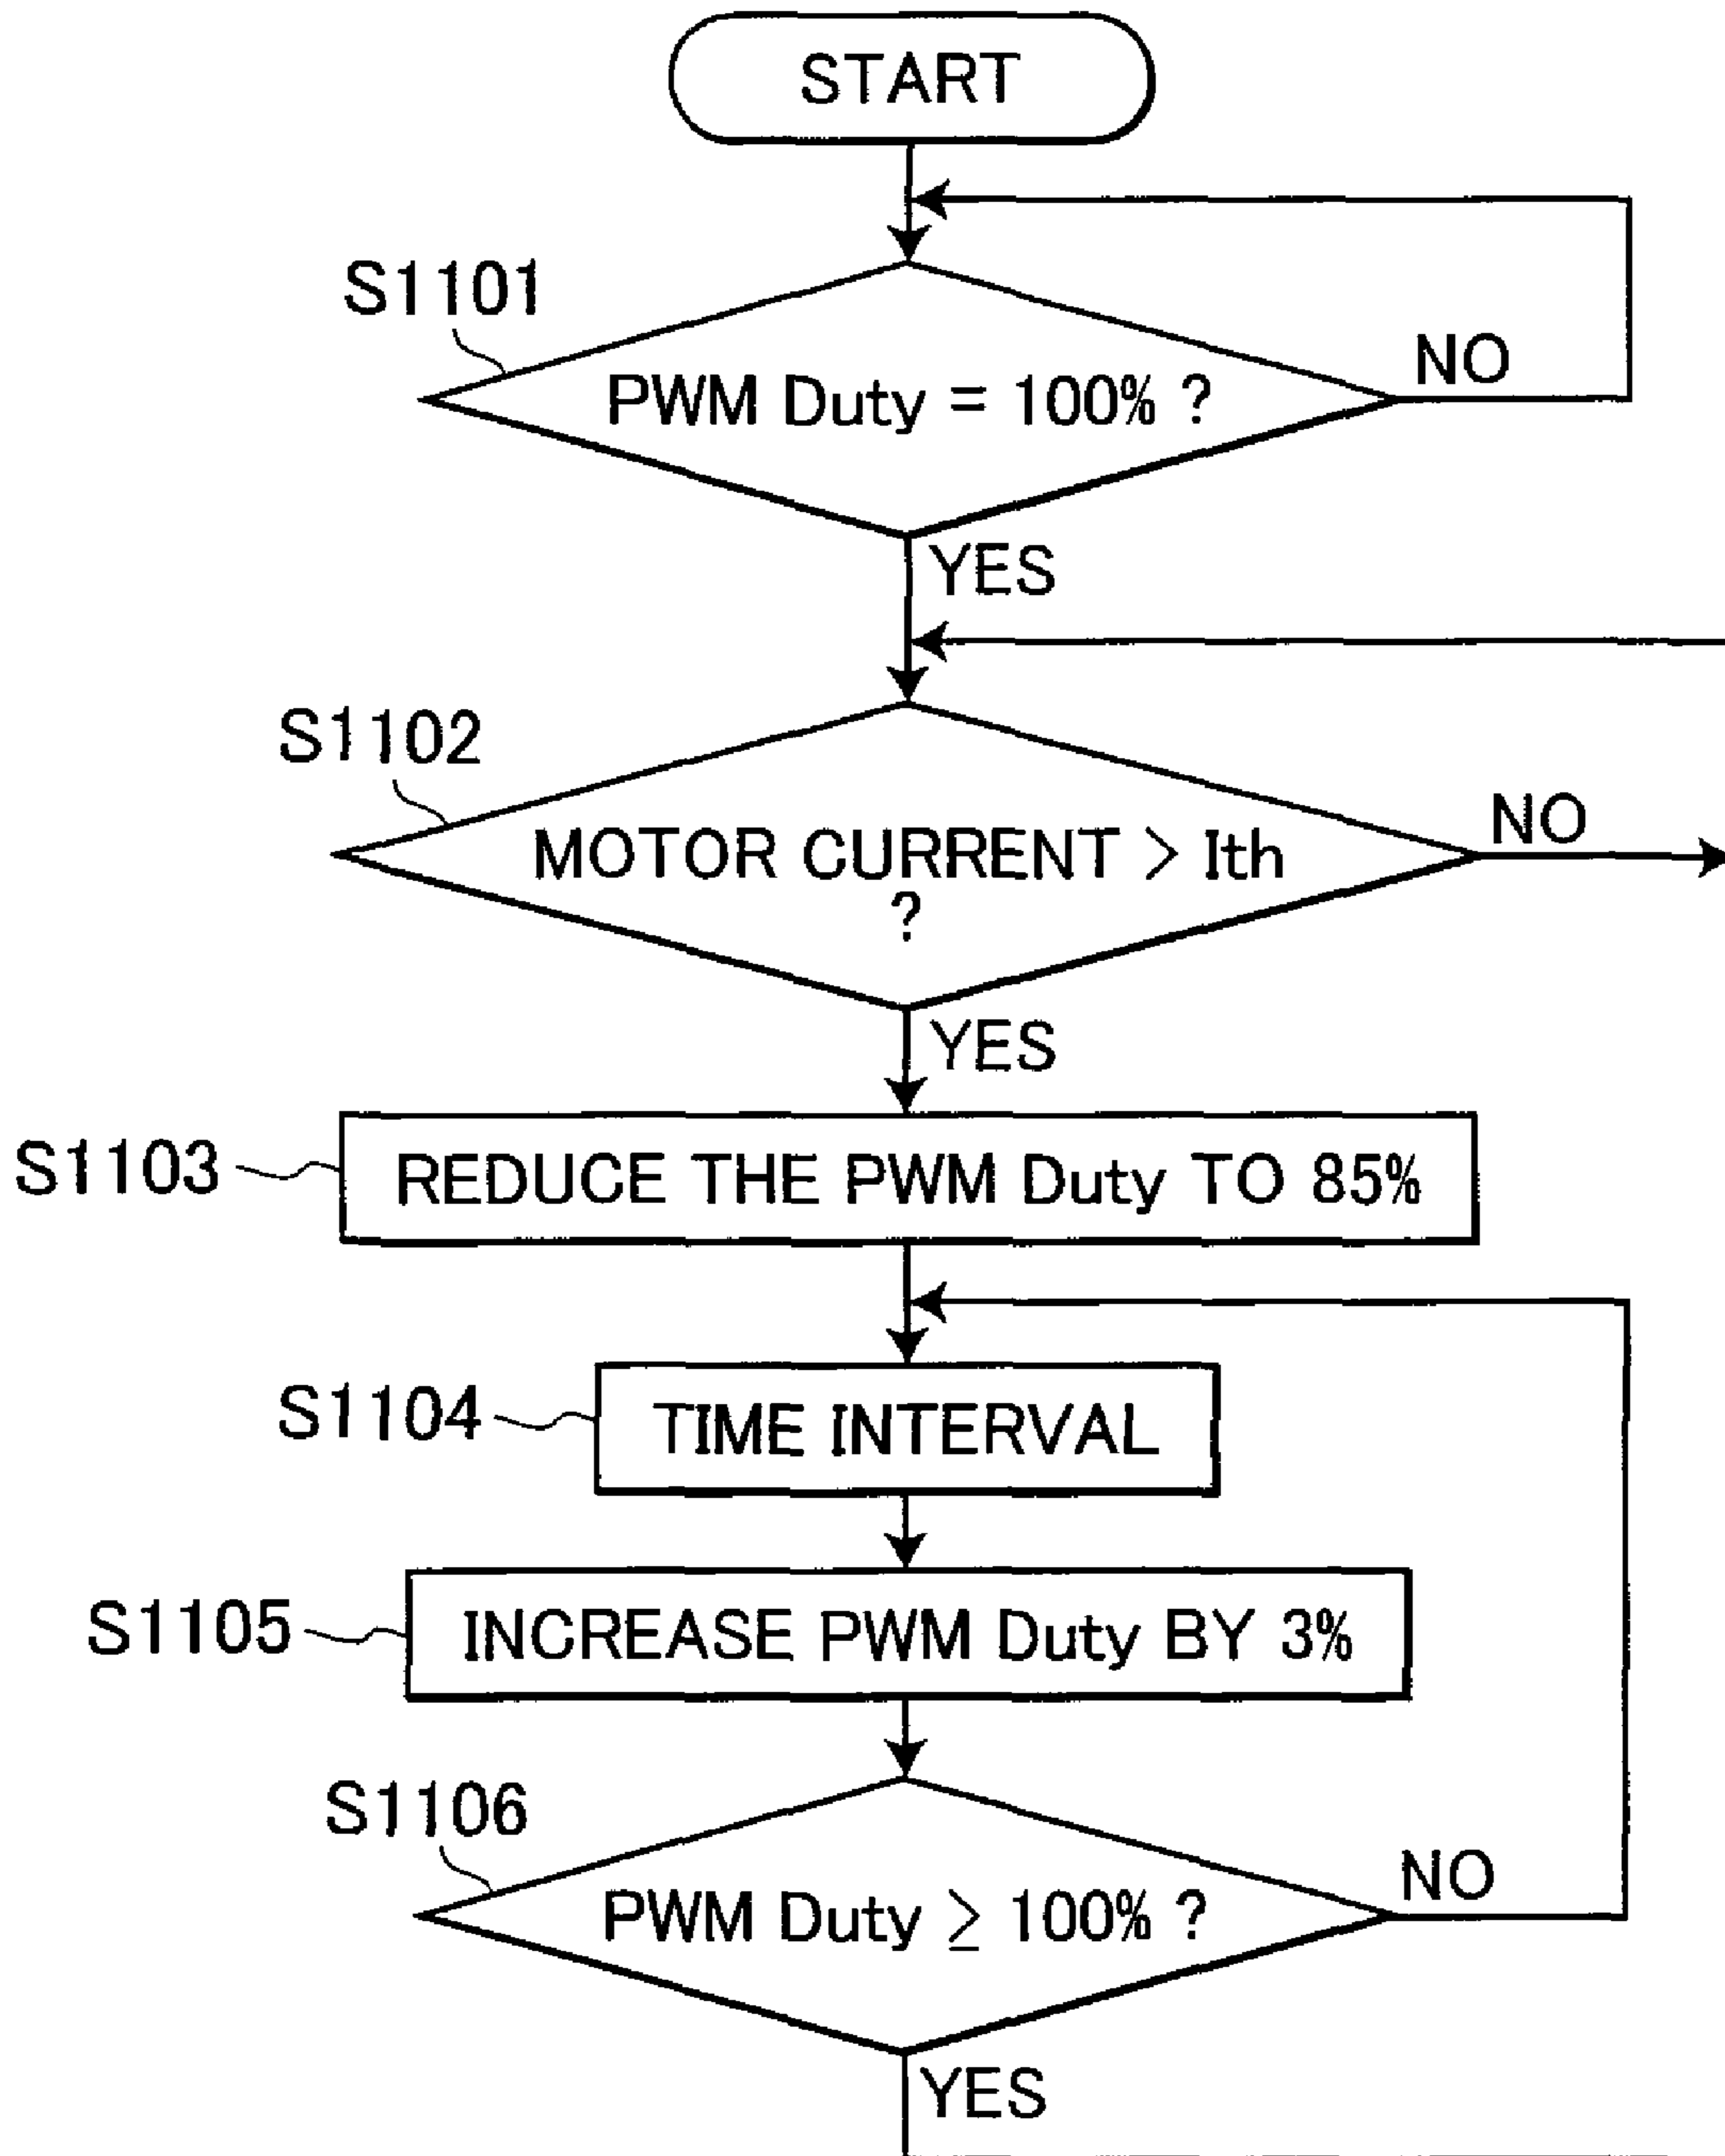 START
S1101
PWM Duty = 100% ?
NO
YES
S1102
MOTOR CURRENT > Ith
?
NO
YES
S1103
REDUCE THE PWM Duty TO 85%
S1104
TIME INTERVAL
S1105
INCREASE PWM Duty BY 3%
S1106
PWM Duty ≥ 100% ?
NO
YES